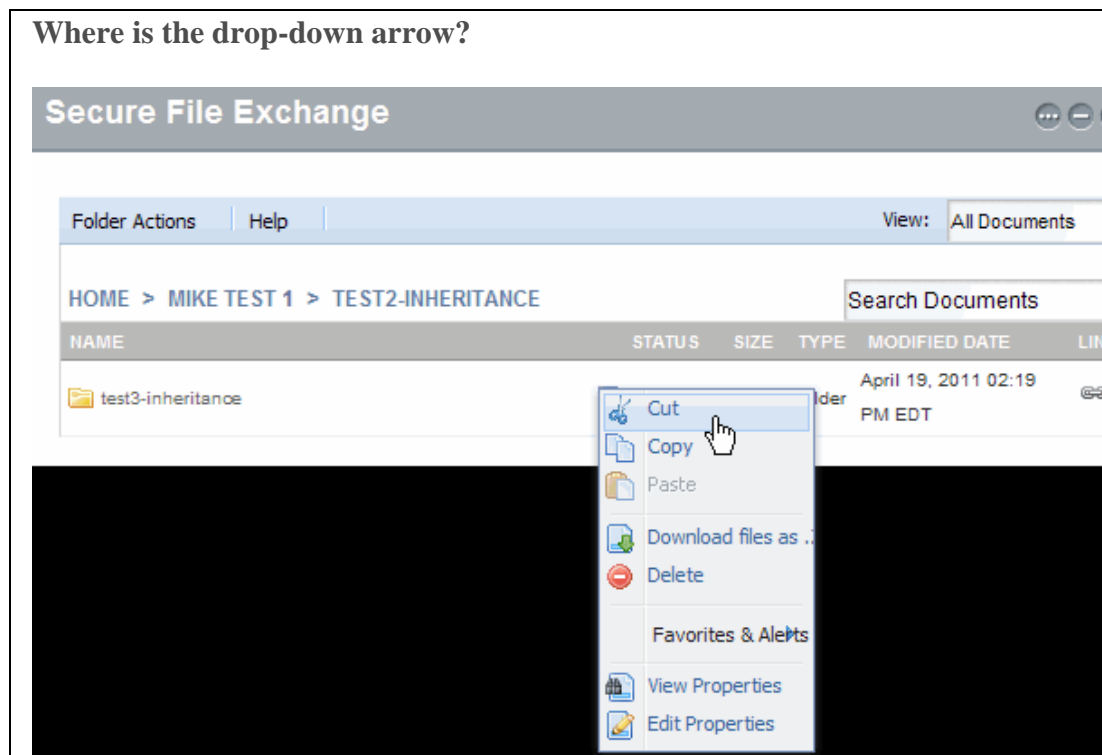 Where is the drop-down arrow?
Secure File Exchange
Folder Actions Help View: All Documents
HOME > MIKE TEST 1 > TEST2-INHERITANCE Search Documents
NAME STATUS SIZE TYPE MODIFIED DATE LIN
test3-inheritance lder April 19, 2011 02:19
PM EDT
Cut
Copy
Paste
Download files as .
Delete
Favorites & Alerts
View Properties
Edit Properties